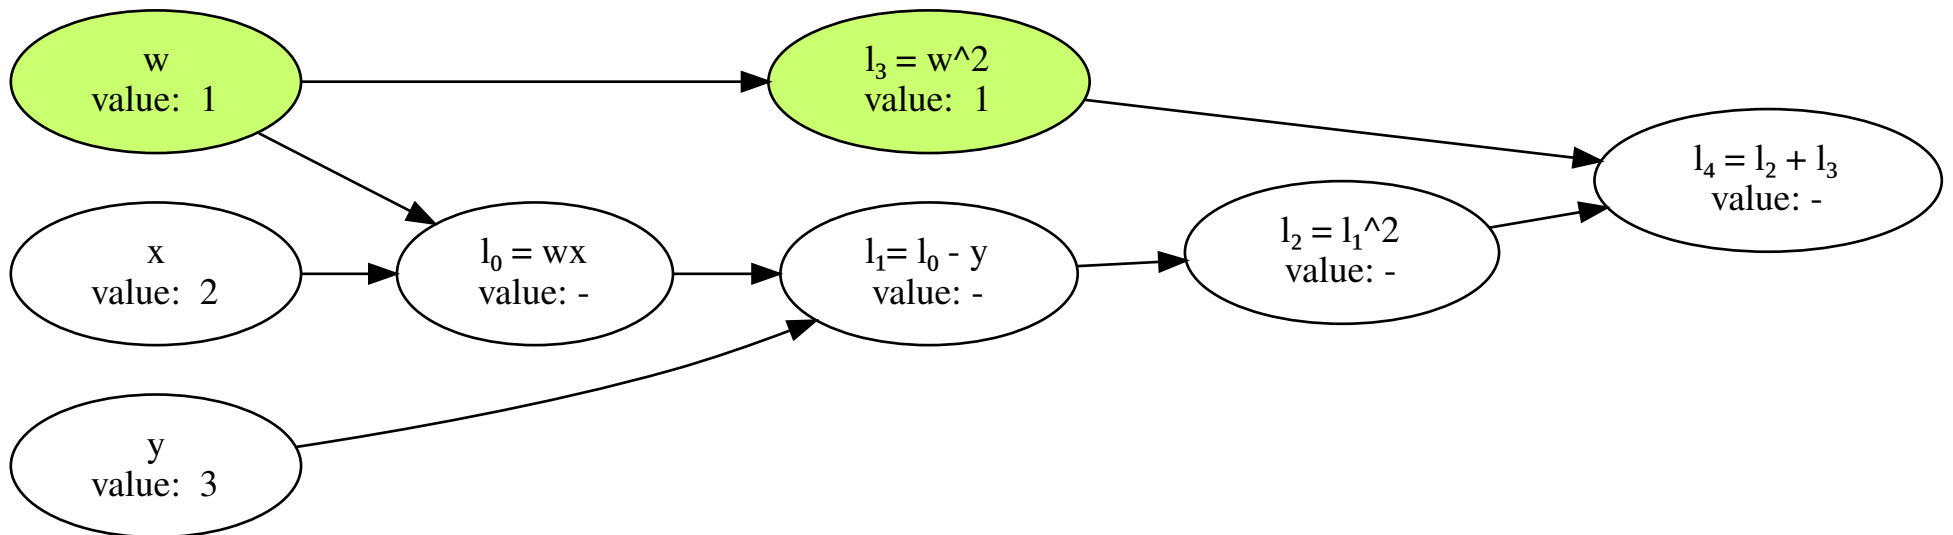 w
value:  1
l₃ = w^2
value:  1
l₄ = l₂ + l₃
value: -
x
value:  2
l₀ = wx
value: -
l₁= l₀ - y
value: -
l₂ = l₁^2
value: -
y
value:  3